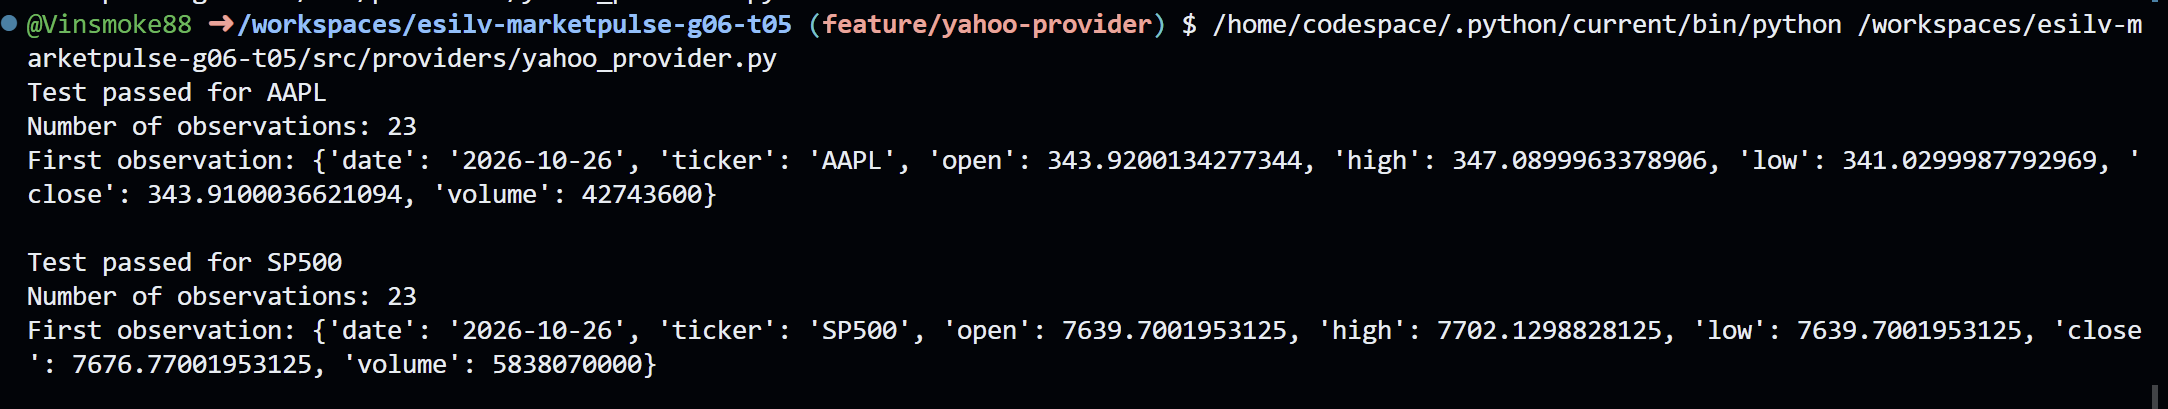 @Vinsmoke88 ➜/workspaces/esilv-marketpulse-g06-t05 (feature/yahoo-provider) $ /home/codespace/.python/current/bin/python /workspaces/esilv-m
arketpulse-g06-t05/src/providers/yahoo_provider.py
Test passed for AAPL
Number of observations: 23
First observation: {'date': '2026-10-26', 'ticker': 'AAPL', 'open': 343.9200134277344, 'high': 347.0899963378906, 'low': 341.0299987792969, '
close': 343.9100036621094, 'volume': 42743600}
Test passed for SP500
Number of observations: 23
First observation: {'date': '2026-10-26', 'ticker': 'SP500', 'open': 7639.7001953125, 'high': 7702.1298828125, 'low': 7639.7001953125, 'close
': 7676.77001953125, 'volume': 5838070000}